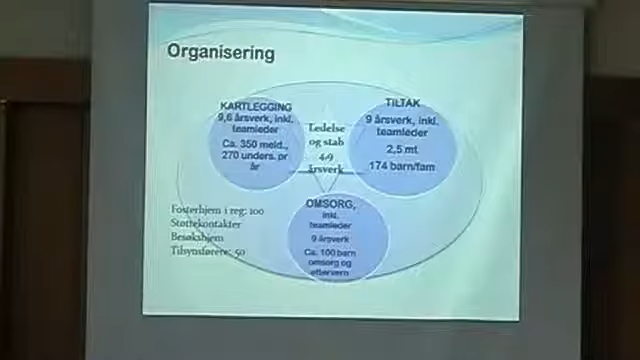 Organisering
KARTLEGGING
9,6 årsverk, inkl.
teamleder
Ca. 350 meld.,
270 unders. pr
år
TILTAK
9 årsverk, inkl.
teamleder
2,5 mt
174 barn/fam
Ledelse
og stab
4,9
årsverk
OMSORG,
inkl.
teamleder
9 årsverk
Ca. 100 barn
omsorg og
ettervern
Fosterhjem i reg: 100
Støttekontakter
Besøkshjem
Tilsynsførere: 50